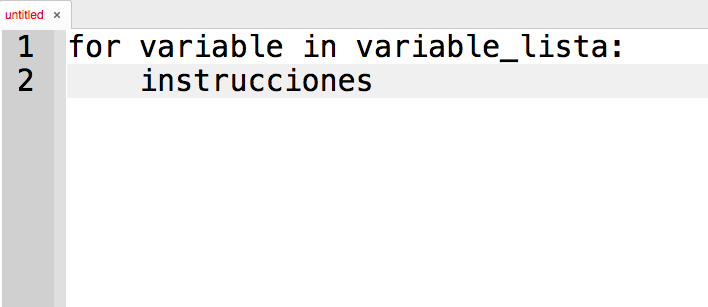 untitled ×
1 for variable in variable_lista:
2     instrucciones